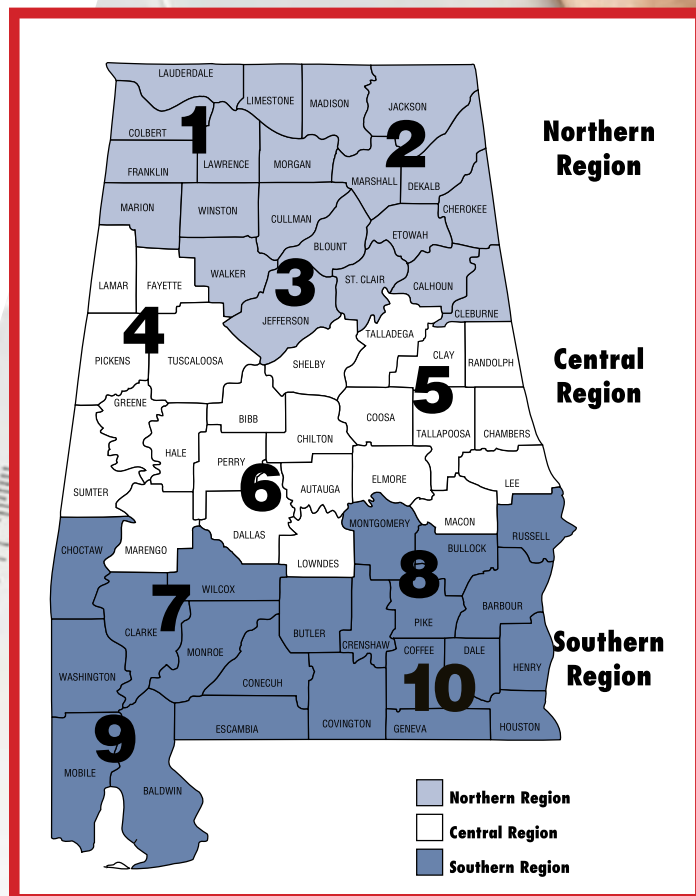 LAUDERDALE
LIMESTONE
MADISON
JACKSON
COLBERT
1
2
Northern
Region
FRANKLIN
LAWRENCE
MORGAN
MARSHALL
DEKALB
MARION
WINSTON
CULLMAN
CHEROKEE
ETOWAH
BLOUNT
WALKER
3
ST. CLAIR
CALHOUN
LAMAR
FAYETTE
JEFFERSON
CLEBURNE
4
TALLADEGA
PICKENS
TUSCALOOSA
SHELBY
CLAY
RANDOLPH
Central
Region
5
GREENE
BIBB
COOSA
TALLAPOOSA
CHAMBERS
HALE
CHILTON
PERRY
6
AUTAUGA
ELMORE
LEE
SUMTER
DALLAS
MONTGOMERY
MACON
RUSSELL
CHOCTAW
MARENGO
LOWNDES
BULLOCK
8
WILCOX
7
BARBOUR
CLARKE
PIKE
BUTLER
CRENSHAW
COFFEE
DALE
Southern
Region
MONROE
HENRY
WASHINGTON
CONECUH
10
ESCAMBIA
COVINGTON
GENEVA
HOUSTON
9
MOBILE
BALDWIN
Northern Region
Central Region
Southern Region